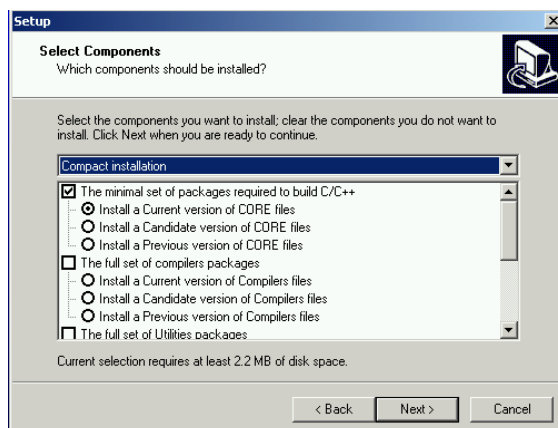 Setup
Select Components
Which components should be installed?
Select the components you want to install; clear the components you do not want to
install. Click Next when you are ready to continue.
Compact installation
The minimal set of packages required to build C/C++
Install a Current version of CORE files
Install a Candidate version of CORE files
Install a Previous version of CORE files
The full set of compilers packages
Install a Current version of Compilers files
Install a Candidate version of Compilers files
Install a Previous version of Compilers files
The full set of Utilities packages
Current selection requires at least 2.2 MB of disk space.
< Back
Next >
Cancel